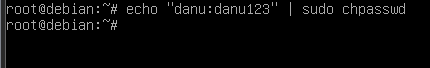 root@debian:~# echo "danu:danu123" | sudo chpasswd
root@debian:~#